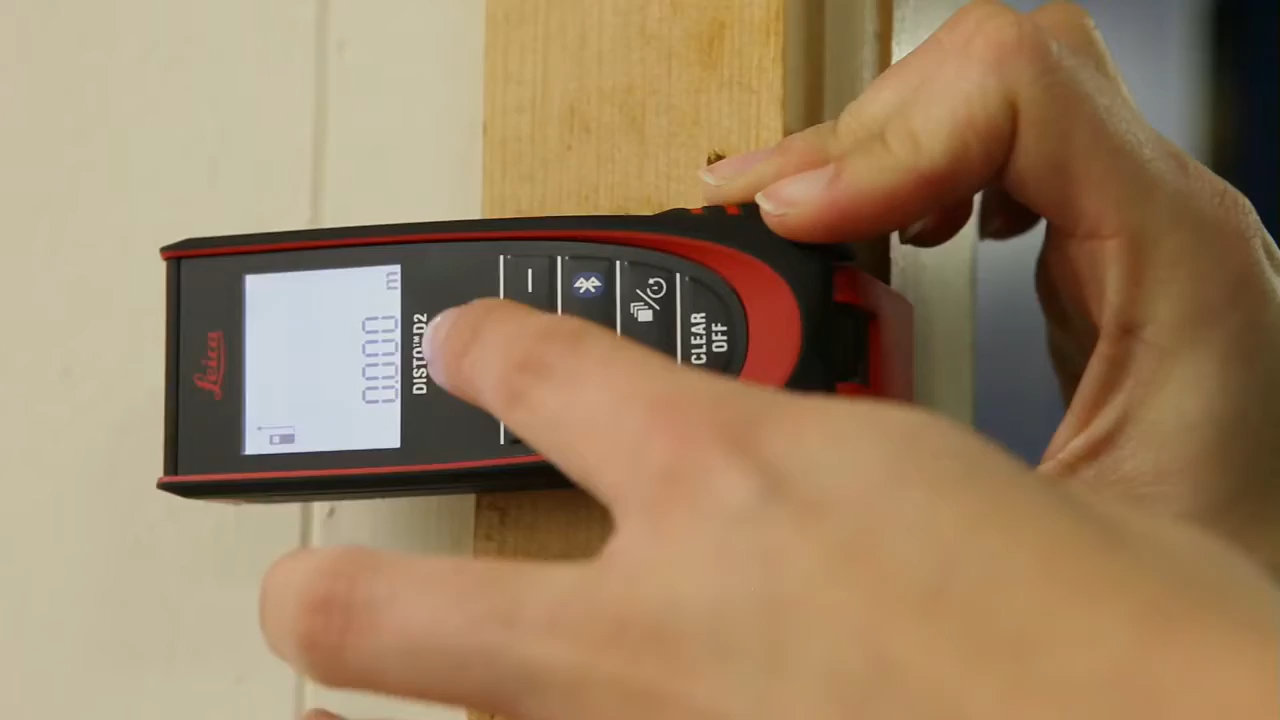 Leica
0.000 m
DISTO™D2
CLEAR
OFF